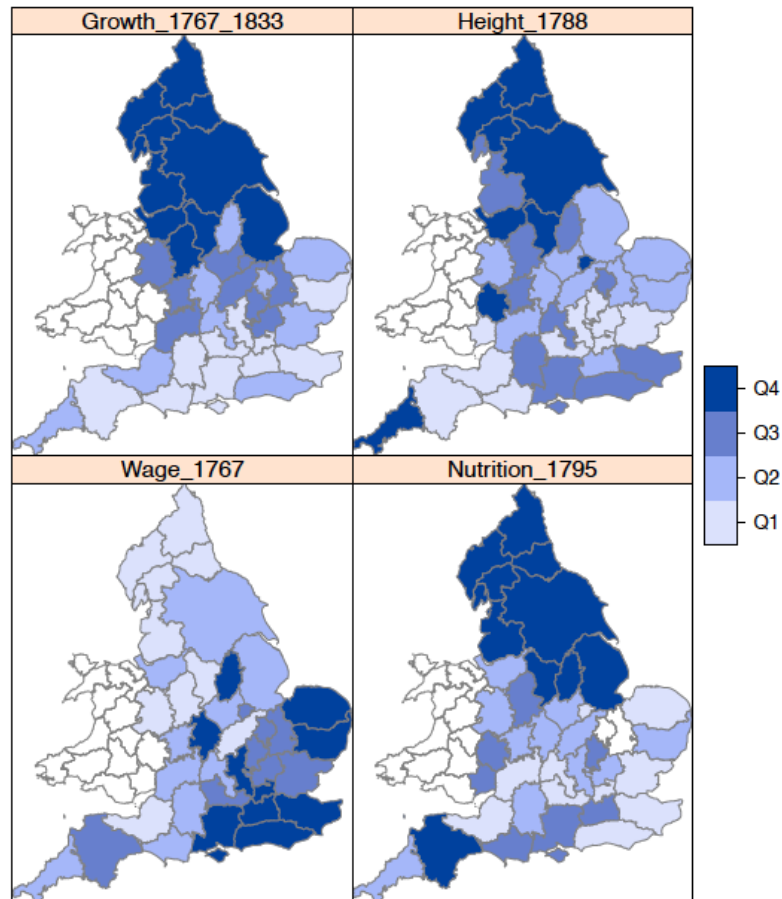 Growth_1767_1833
Height_1788
Wage_1767
Nutrition_1795
Q4
Q3
Q2
Q1